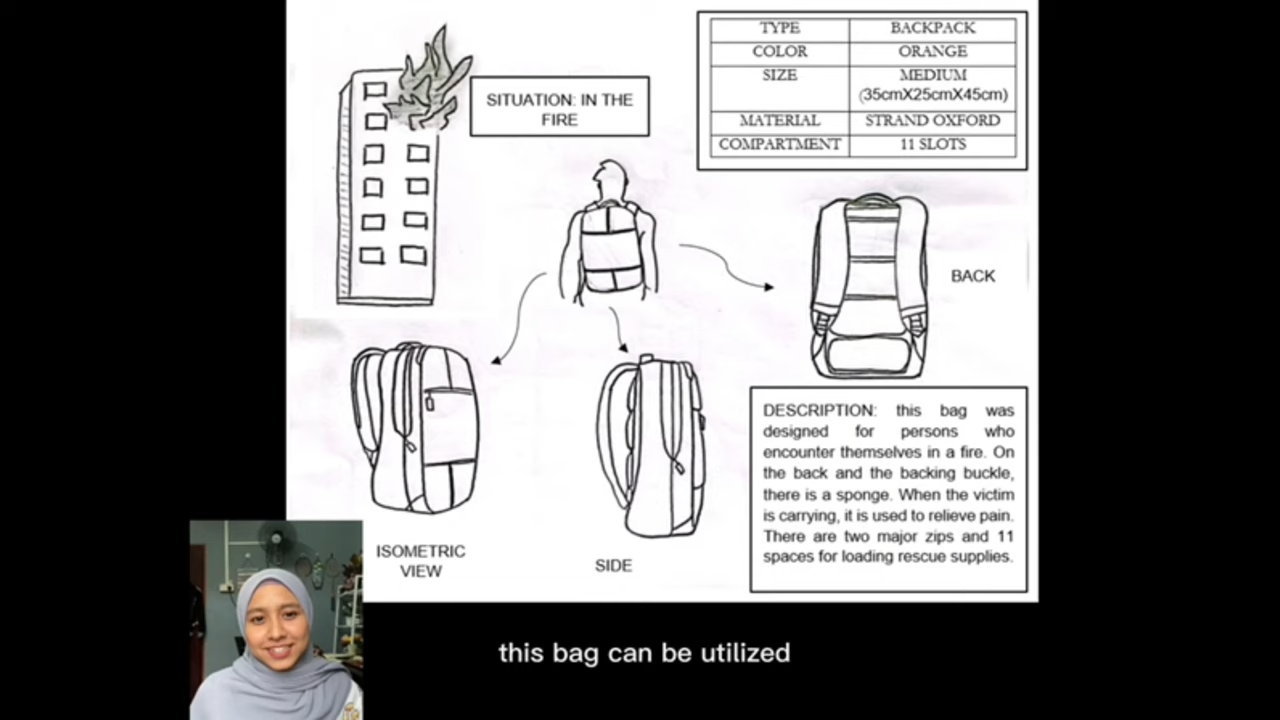 TYPE BACKPACK
COLOR ORANGE
SIZE MEDIUM
(35cmX25cmX45cm)
MATERIAL STRAND OXFORD
COMPARTMENT 11 SLOTS
SITUATION: IN THE
FIRE
BACK
DESCRIPTION: this bag was
designed for persons who
encounter themselves in a fire. On
the back and the backing buckle,
there is a sponge. When the victim
is carrying, it is used to relieve pain.
There are two major zips and 11
spaces for loading rescue supplies.
ISOMETRIC
VIEW
SIDE
this bag can be utilized